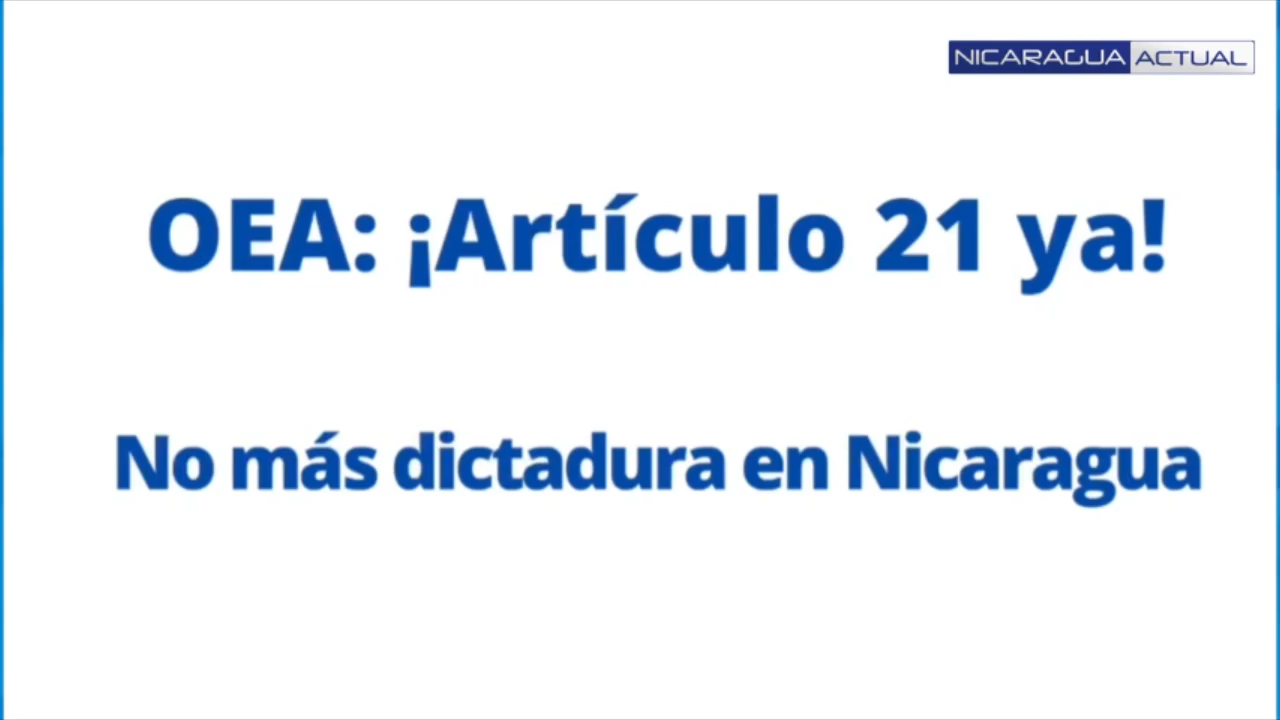 NICARAGUA ACTUAL
OEA: ¡Artículo 21 ya!
No más dictadura en Nicaragua